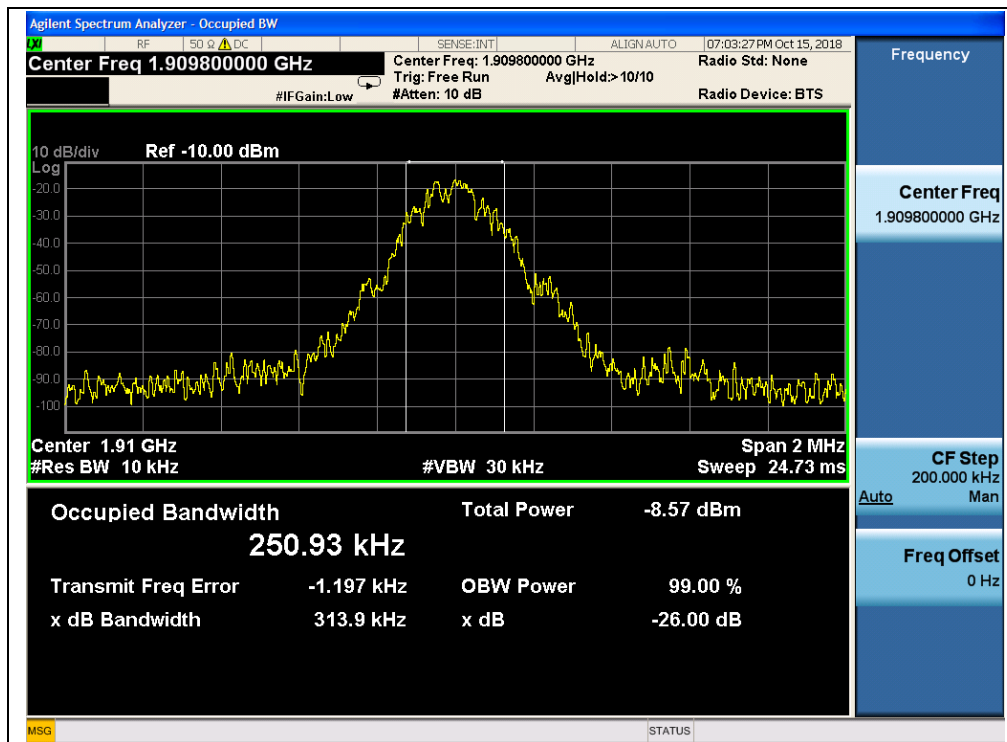 Agilent Spectrum Analyzer - Occupied BW
LXI RF 50 Ω DC SENSE:INT ALIGN AUTO 07:03:27 PM Oct 15, 2018
Center Freq 1.909800000 GHz
Center Freq: 1.909800000 GHz Radio Std: None
Trig: Free Run Avg|Hold:>10/10
#IFGain:Low #Atten: 10 dB Radio Device: BTS
10 dB/div Ref -10.00 dBm
Log
-20.0
-30.0
-40.0
-50.0
-60.0
-70.0
-80.0
-90.0
-100
Center 1.91 GHz Span 2 MHz
#Res BW 10 kHz #VBW 30 kHz Sweep 24.73 ms
Occupied Bandwidth Total Power -8.57 dBm
250.93 kHz
Transmit Freq Error -1.197 kHz OBW Power 99.00 %
x dB Bandwidth 313.9 kHz x dB -26.00 dB
Frequency
Center Freq
1.909800000 GHz
CF Step
200.000 kHz
Auto Man
Freq Offset
0 Hz
MSG STATUS